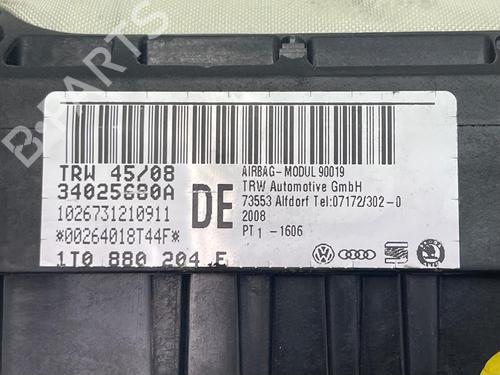 TRW 45/08
34025680A
1026731210911
*00264018T44F*
1T0 880 204 E
DE
AIRBAG-MODUL 90019
TRW Automotive GmbH
73553 Alfdorf Tel:07172/302-0
2008
PT1-1606
B-PARTS